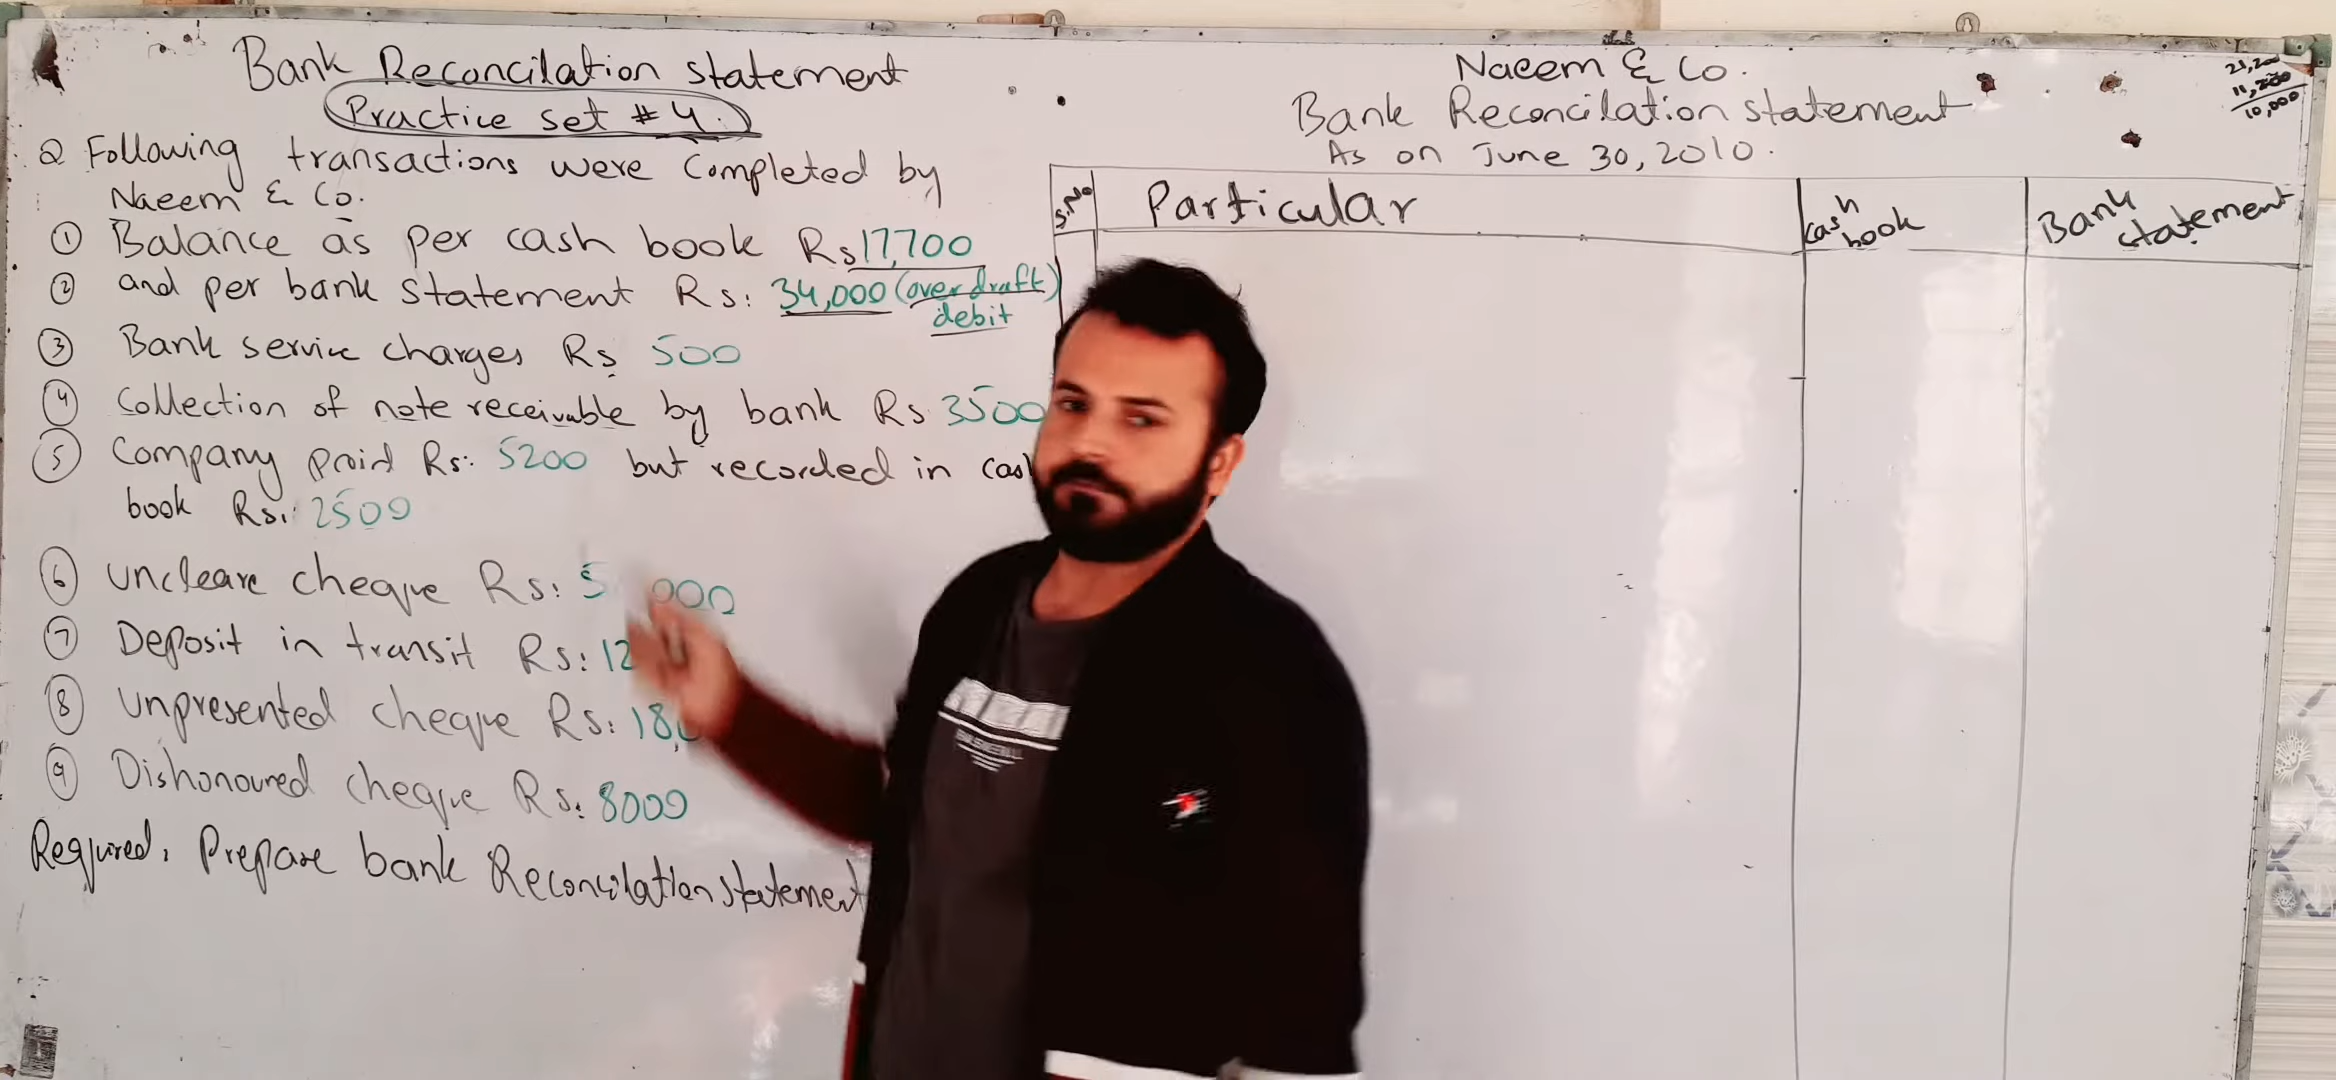 Bank Reconcilation statement
Practice set #4.
Q Following transactions were completed by
Naeem & Co.
① Balance as per cash book Rs 17,700
② and per bank statement Rs: 34,000 (overdraft)
debit
③ Bank service charges Rs 500
④ Collection of note receivable by bank Rs. 3500
⑤ Company paid Rs: 5200 but recorded in
book Rs: 2500
⑥ uncleare cheque Rs:
⑦ Deposit in transit Rs: 12
⑧ Unpresented cheque Rs: 18,
⑨ Dishonoured cheque Rs: 8000
Required, Prepare bank Reconcilation statement
Naeem & Co.
Bank Reconcilation statement
As on June 30, 2010.
21,200
11,200
10,000
S.No Particular cash book Bank statement